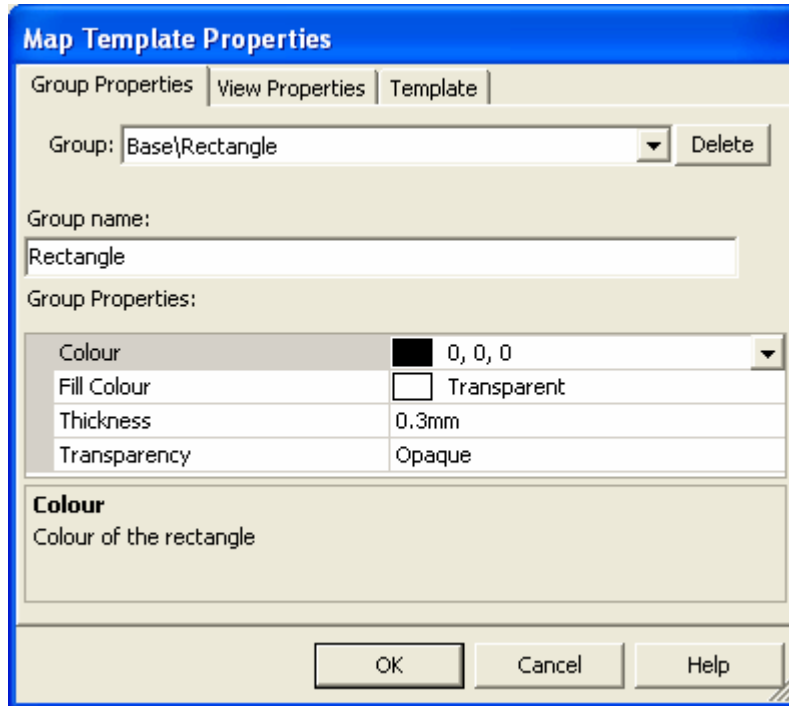 Map Template Properties
Group Properties View Properties Template
Group: Base\Rectangle Delete
Group name:
Rectangle
Group Properties:
Colour 0, 0, 0
Fill Colour Transparent
Thickness 0.3mm
Transparency Opaque
Colour
Colour of the rectangle
OK Cancel Help